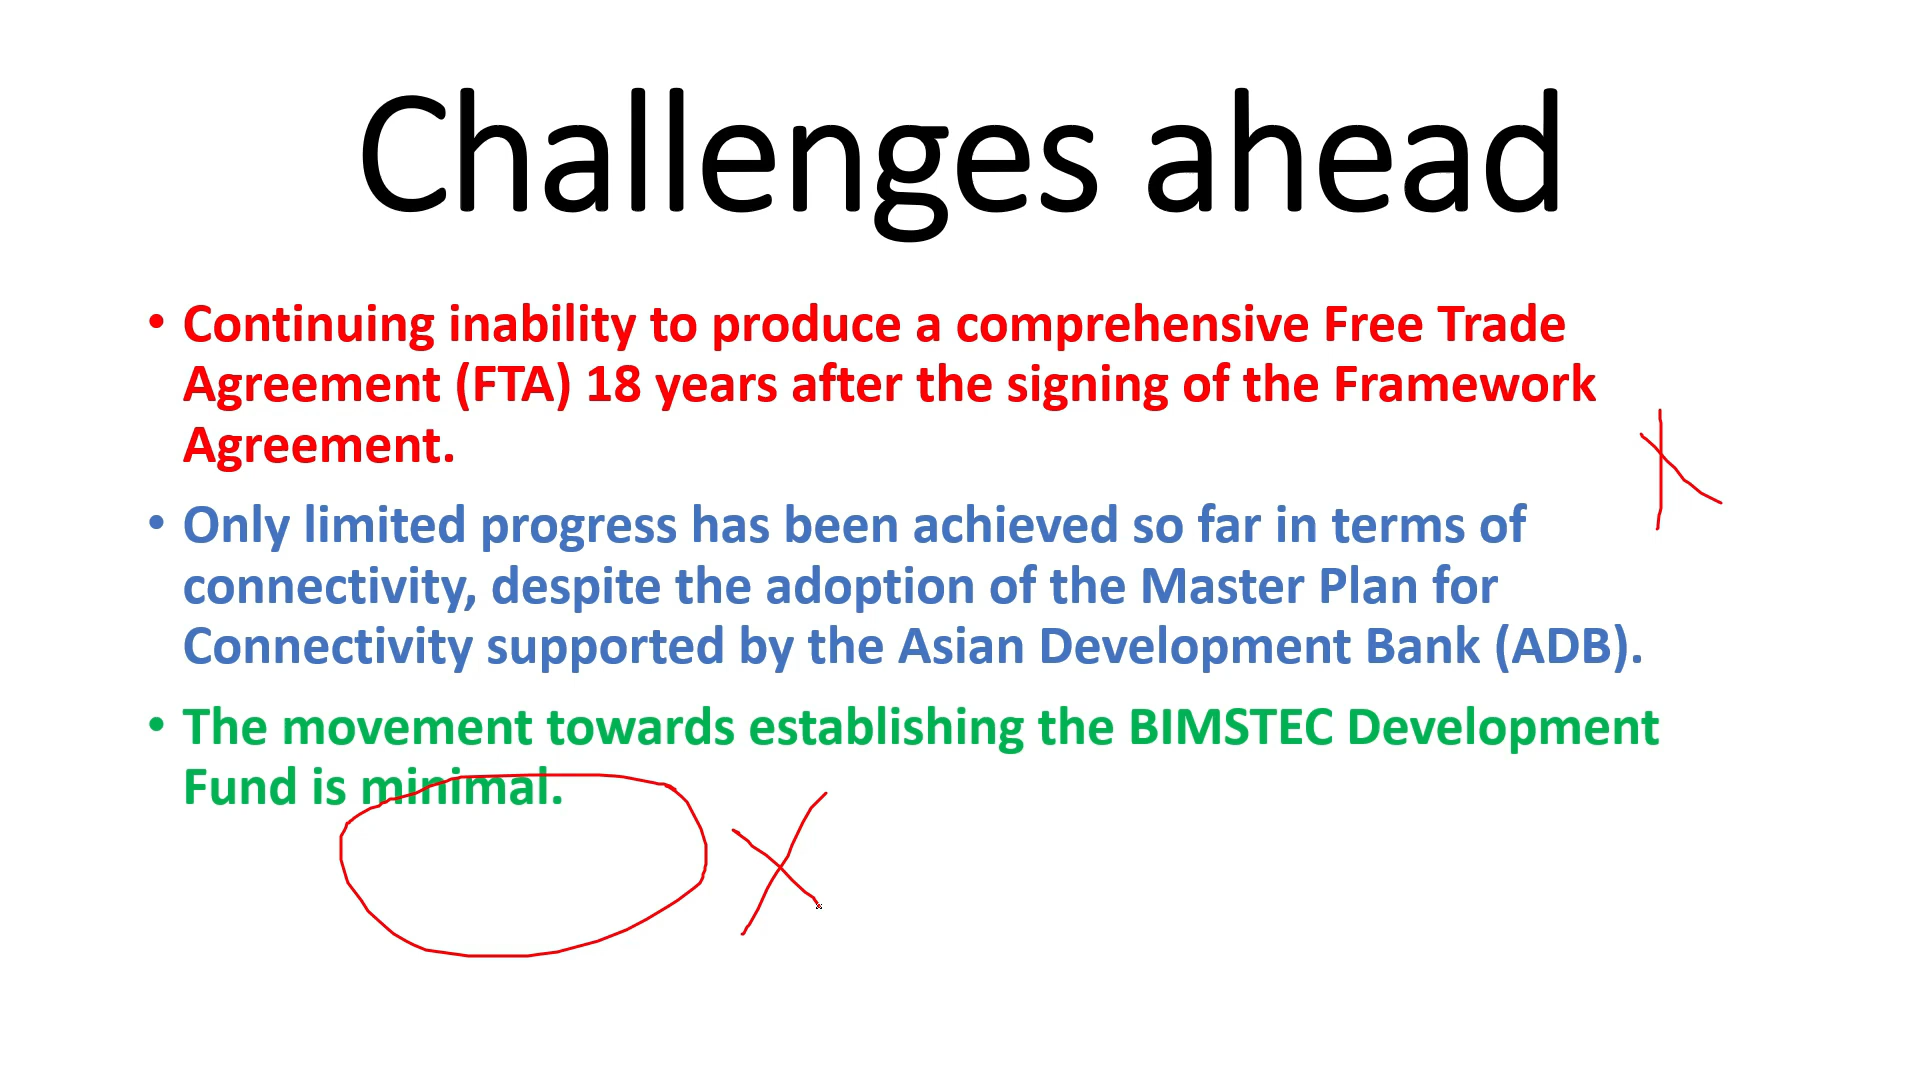 Challenges ahead
• Continuing inability to produce a comprehensive Free Trade
Agreement (FTA) 18 years after the signing of the Framework
Agreement.
• Only limited progress has been achieved so far in terms of
connectivity, despite the adoption of the Master Plan for
Connectivity supported by the Asian Development Bank (ADB).
• The movement towards establishing the BIMSTEC Development
Fund is minimal.